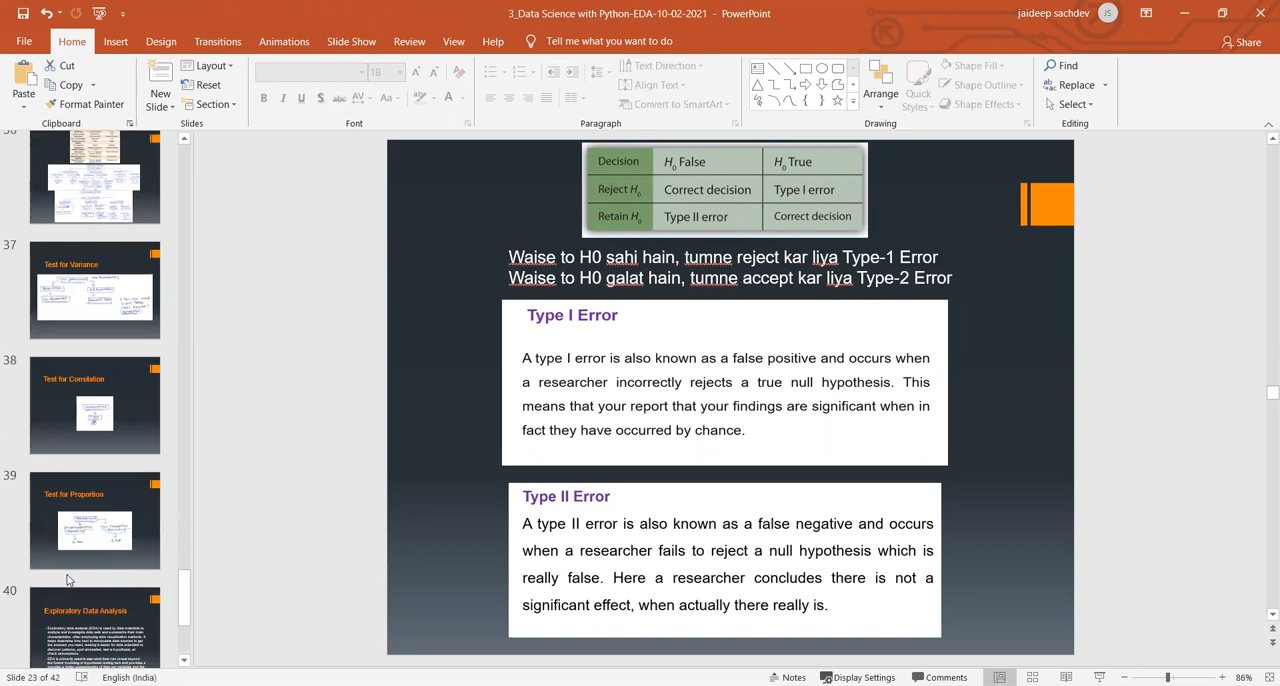 3_Data Science with Python-EDA-10-02-2021 - PowerPoint
jaideep sachdev JS
File Home Insert Design Transitions Animations Slide Show Review View Help Tell me what you want to do Share
Paste Cut Copy Format Painter Clipboard
New Slide Layout Reset Section Slides
18
Font
Text Direction
Align Text
Convert to SmartArt
Paragraph
Arrange Quick Styles Shape Fill Shape Outline Shape Effects Drawing
Find Replace Select Editing
37
Test for Variance
38
Test for Correlation
39
Test for Proportion
40
Exploratory Data Analysis
Decision H0 False H0 True
Reject H0 Correct decision Type I error
Retain H0 Type II error Correct decision
Waise to H0 sahi hain, tumne reject kar liya Type-1 Error
Waise to H0 galat hain, tumne accept kar liya Type-2 Error
Type I Error
A type I error is also known as a false positive and occurs when
a researcher incorrectly rejects a true null hypothesis. This
means that your report that your findings are significant when in
fact they have occurred by chance.
Type II Error
A type II error is also known as a false negative and occurs
when a researcher fails to reject a null hypothesis which is
really false. Here a researcher concludes there is not a
significant effect, when actually there really is.
Slide 23 of 42 English (India) Notes Display Settings Comments 86%